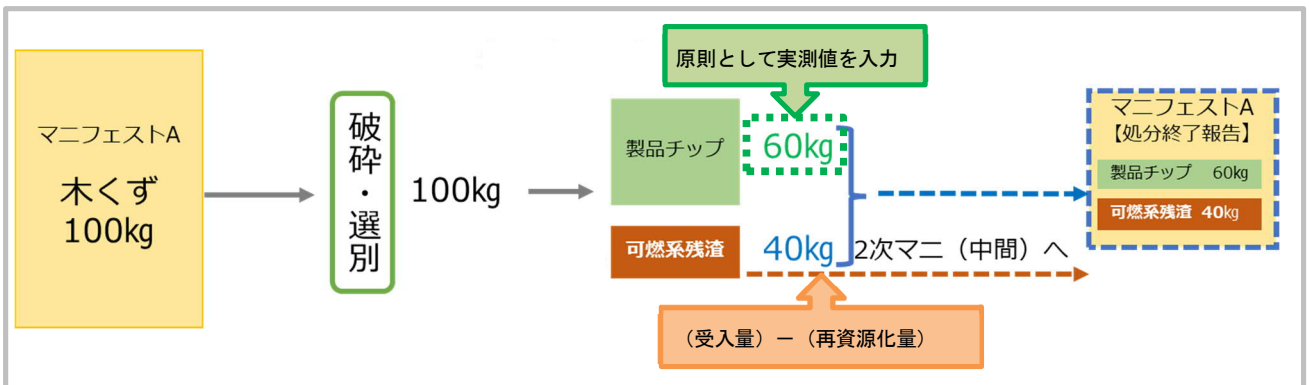 原則として実測値を入力
マニフェストA
木くず
100kg
破砕・選別
100kg
製品チップ
60kg
可燃系残渣
40kg
2次マニ（中間）へ
（受入量）－（再資源化量）
マニフェストA
【処分終了報告】
製品チップ 60kg
可燃系残渣 40kg